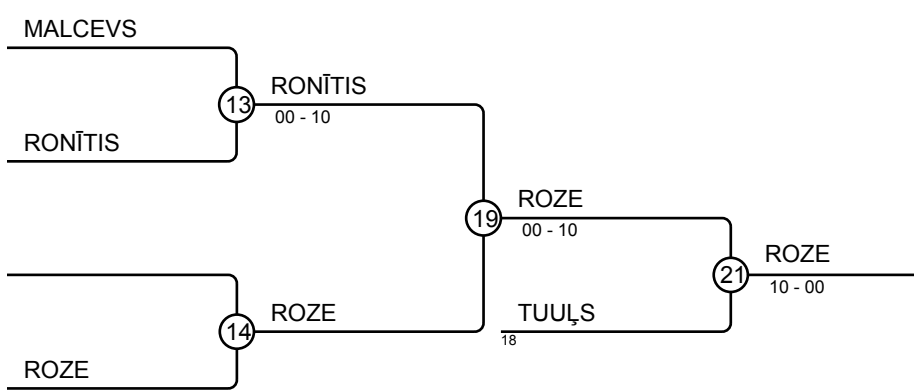 MALCEVS
13
RONĪTIS
00 - 10
RONĪTIS
19
ROZE
00 - 10
21
ROZE
10 - 00
14
ROZE
TUUĻS
18
ROZE